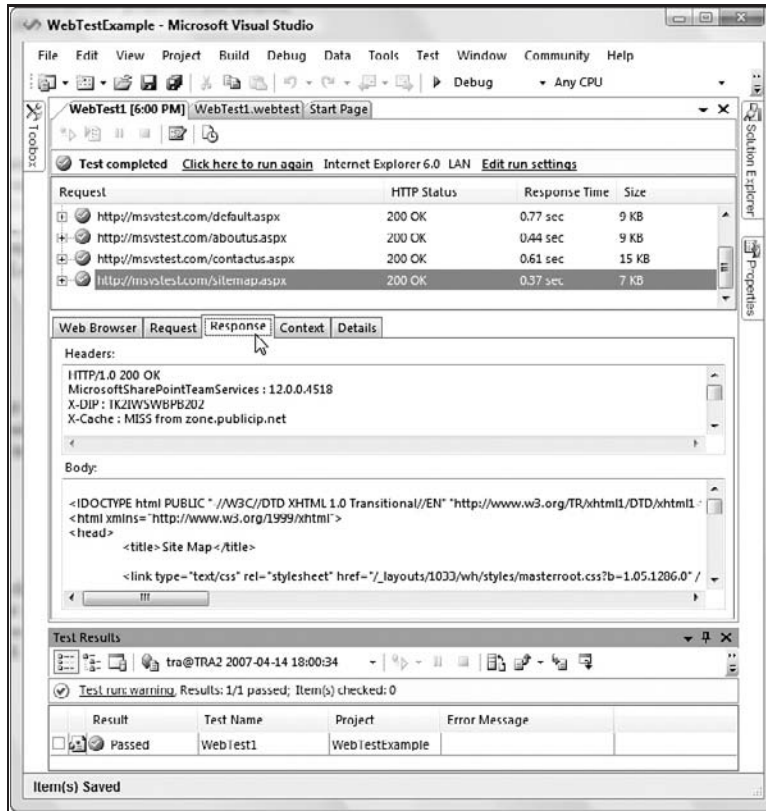 WebTestExample - Microsoft Visual Studio
File Edit View Project Build Debug Data Tools Test Window Community Help
Debug Any CPU
WebTest1 [6:00 PM] WebTest1.webtest Start Page
Toolbox
Solution Explorer
Properties
Test completed Click here to run again Internet Explorer 6.0 LAN Edit run settings
Request HTTP Status Response Time Size
http://msvstest.com/default.aspx 200 OK 0.77 sec 9 KB
http://msvstest.com/aboutus.aspx 200 OK 0.44 sec 9 KB
http://msvstest.com/contactus.aspx 200 OK 0.61 sec 15 KB
http://msvstest.com/sitemap.aspx 200 OK 0.37 sec 7 KB
Web Browser Request Response Context Details
Headers:
HTTP/1.0 200 OK
MicrosoftSharePointTeamServices : 12.0.0.4518
X-DIP : TK2IWSWBPB202
X-Cache : MISS from zone.publicip.net
Body:
<!DOCTYPE html PUBLIC "-//W3C//DTD XHTML 1.0 Transitional//EN" "http://www.w3.org/TR/xhtml1/DTD/xhtml1-
<html xmlns="http://www.w3.org/1999/xhtml">
<head>
<title>Site Map</title>
<link type="text/css" rel="stylesheet" href="/_layouts/1033/wh/styles/masterroot.css?b=1.05.1286.0" /
Test Results
tra@TRA2 2007-04-14 18:00:34
Test run: warning, Results: 1/1 passed; Item(s) checked: 0
Result Test Name Project Error Message
Passed WebTest1 WebTestExample
Item(s) Saved